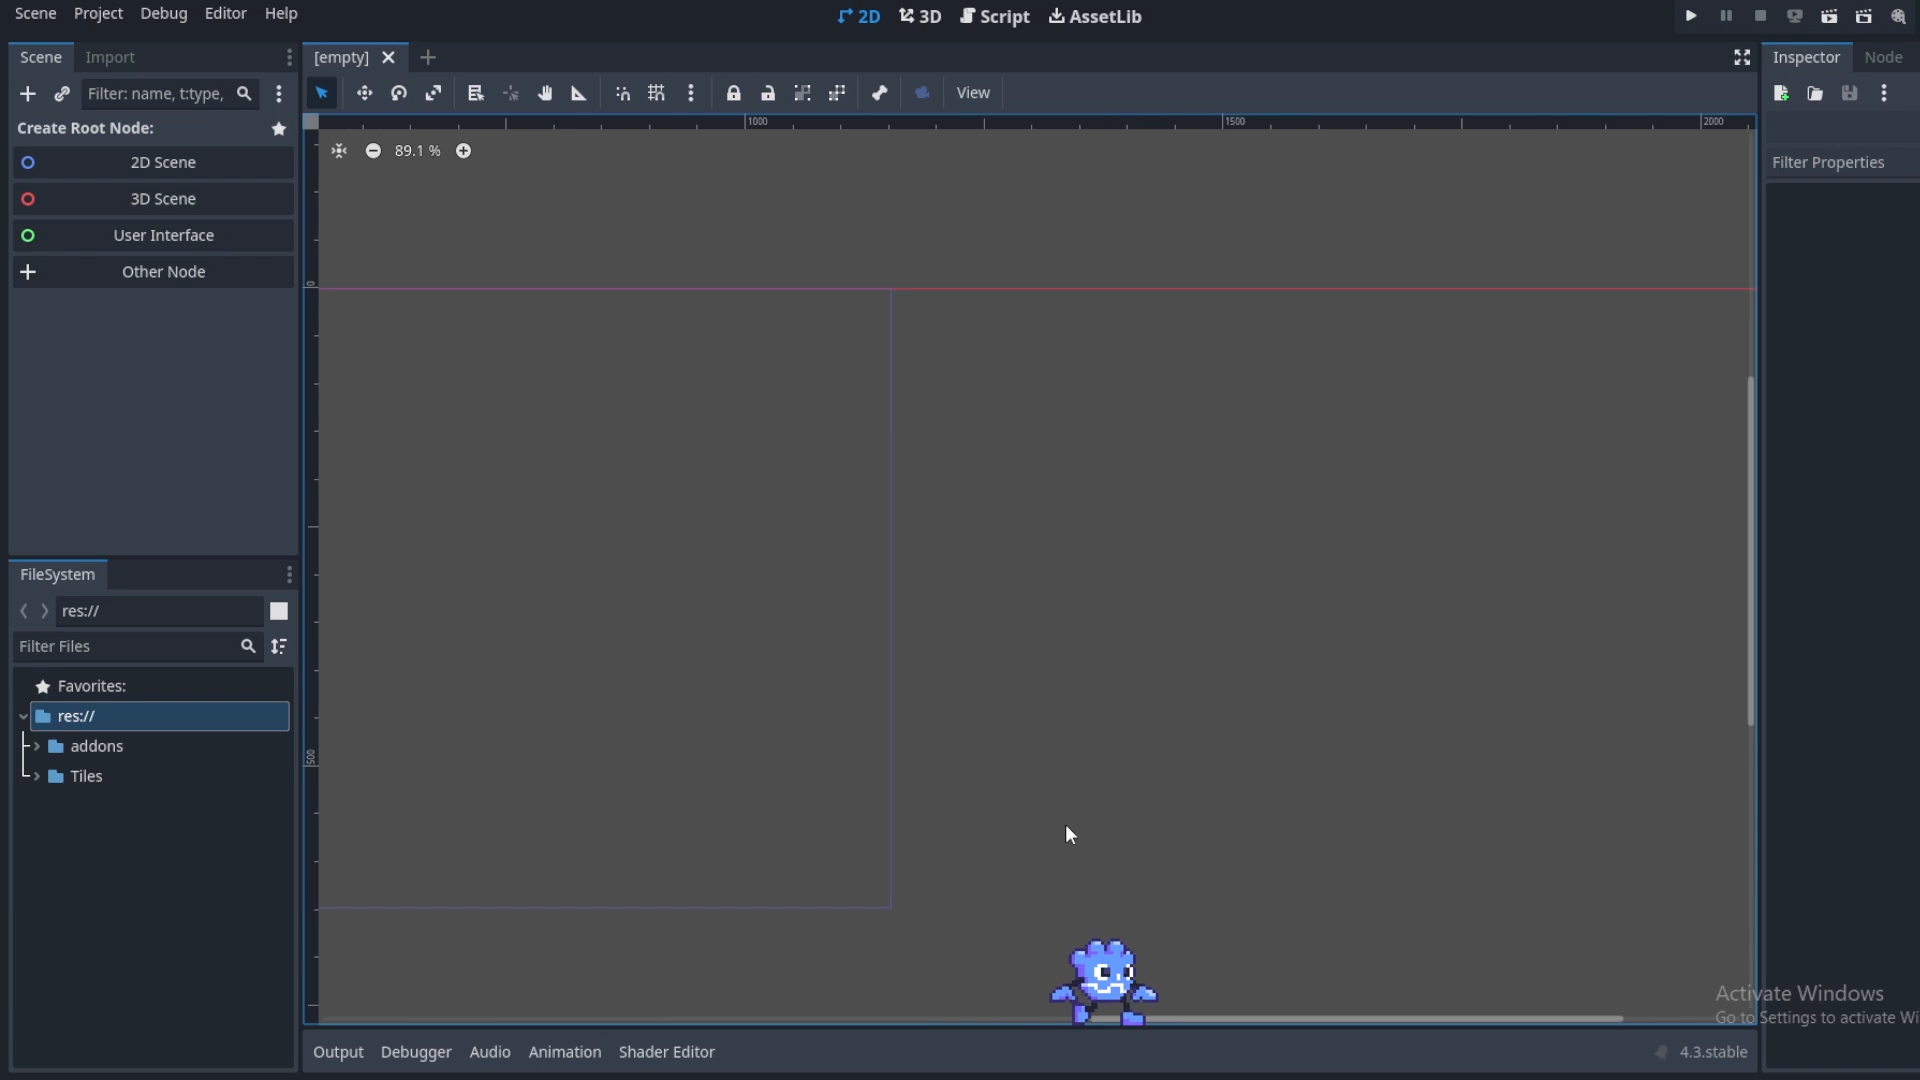 Scene Project Debug Editor Help
2D 3D Script AssetLib
Scene Import
[empty]
Inspector Node
Filter: name, t:type,
View
Create Root Node:
1000 1500 2000
89.1 %
2D Scene
Filter Properties
3D Scene
User Interface
Other Node
0
FileSystem
res://
Filter Files
Favorites:
res://
addons
500
Tiles
Activate Windows
Go to Settings to activate Wi
Output Debugger Audio Animation Shader Editor
4.3.stable